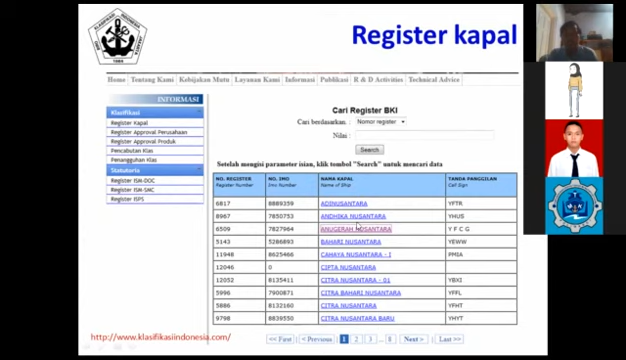 Register kapal
Home Tentang Kami Kebijakan Mutu Layanan Kami Informasi Publikasi R & D Activities Technical Advice
INFORMASI
Klasifikasi
Register Kapal
Register Approval Perusahaan
Register Approval Produk
Pencabutan Klas
Penangguhan Klas
Statutoria
Register ISM-DOC
Register ISM-SMC
Register ISPS
Cari Register BKI
Cari berdasarkan : Nomor register
Nilai :
Search
Setelah mengisi parameter isian, klik tombol "Search" untuk mencari data
NO. REGISTER NO. IMO NAMA KAPAL TANDA PANGGILAN
Register Number Imo Number Name of Ship Call Sign
6817 8889359 ADINUSANTARA YFTR
8967 7850753 ANDHIKA NUSANTARA YHUS
6509 7827964 ANUGERAH NUSANTARA Y F C G
5143 5286893 BAHARI NUSANTARA YEWW
11948 8625466 CAHAYA NUSANTARA - I PMIA
12046 0 CIPTA NUSANTARA
12052 8135411 CITRA NUSANTARA - 01 YBXI
5996 7900871 CITRA BAHARI NUSANTARA YFFL
5886 8132160 CITRA NUSANTARA YFHT
9798 8839550 CITRA NUSANTARA BARU YHYT
<< First | < Previous | 1 2 3 ... 8 Next > | Last >>
http://www.klasifikasiindonesia.com/